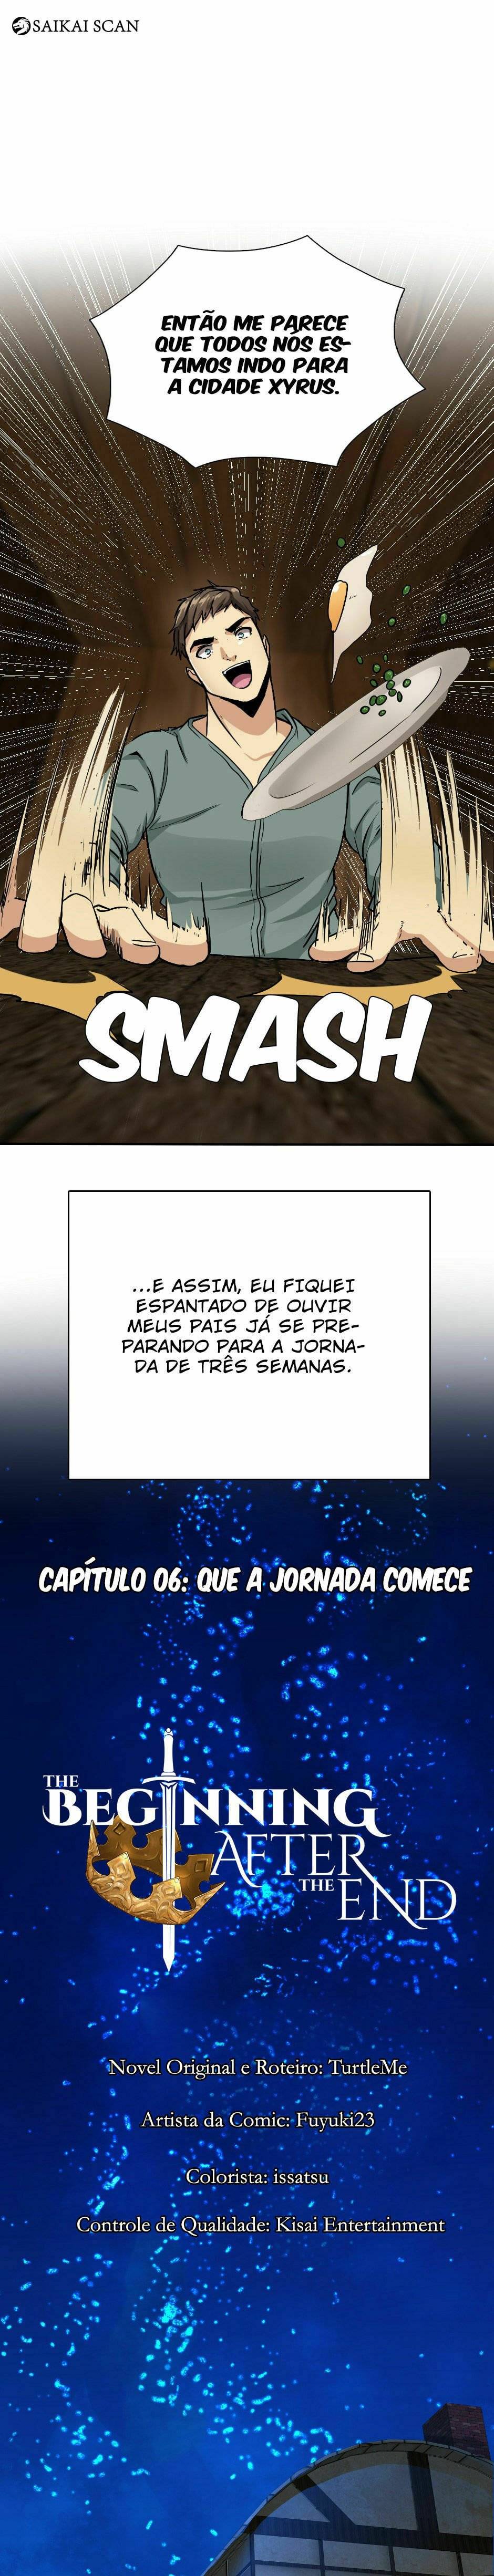 SAIKAI SCAN
ENTÃO ME PARECE
QUE TODOS NÓS ES-
TAMOS INDO PARA
A CIDADE XYRUS.
SMASH
...E ASSIM, EU FIQUEI
ESPANTADO DE OUVIR
MEUS PAIS JÁ SE PRE-
PARANDO PARA A JORNA-
DA DE TRÊS SEMANAS.
CAPÍTULO 06: QUE A JORNADA COMECE
THE
BEGINNING
AFTER
THE END
Novel Original e Roteiro: TurtleMe
Artista da Comic: Fuyuki23
Colorista: issatsu
Controle de Qualidade: Kisai Entertainment